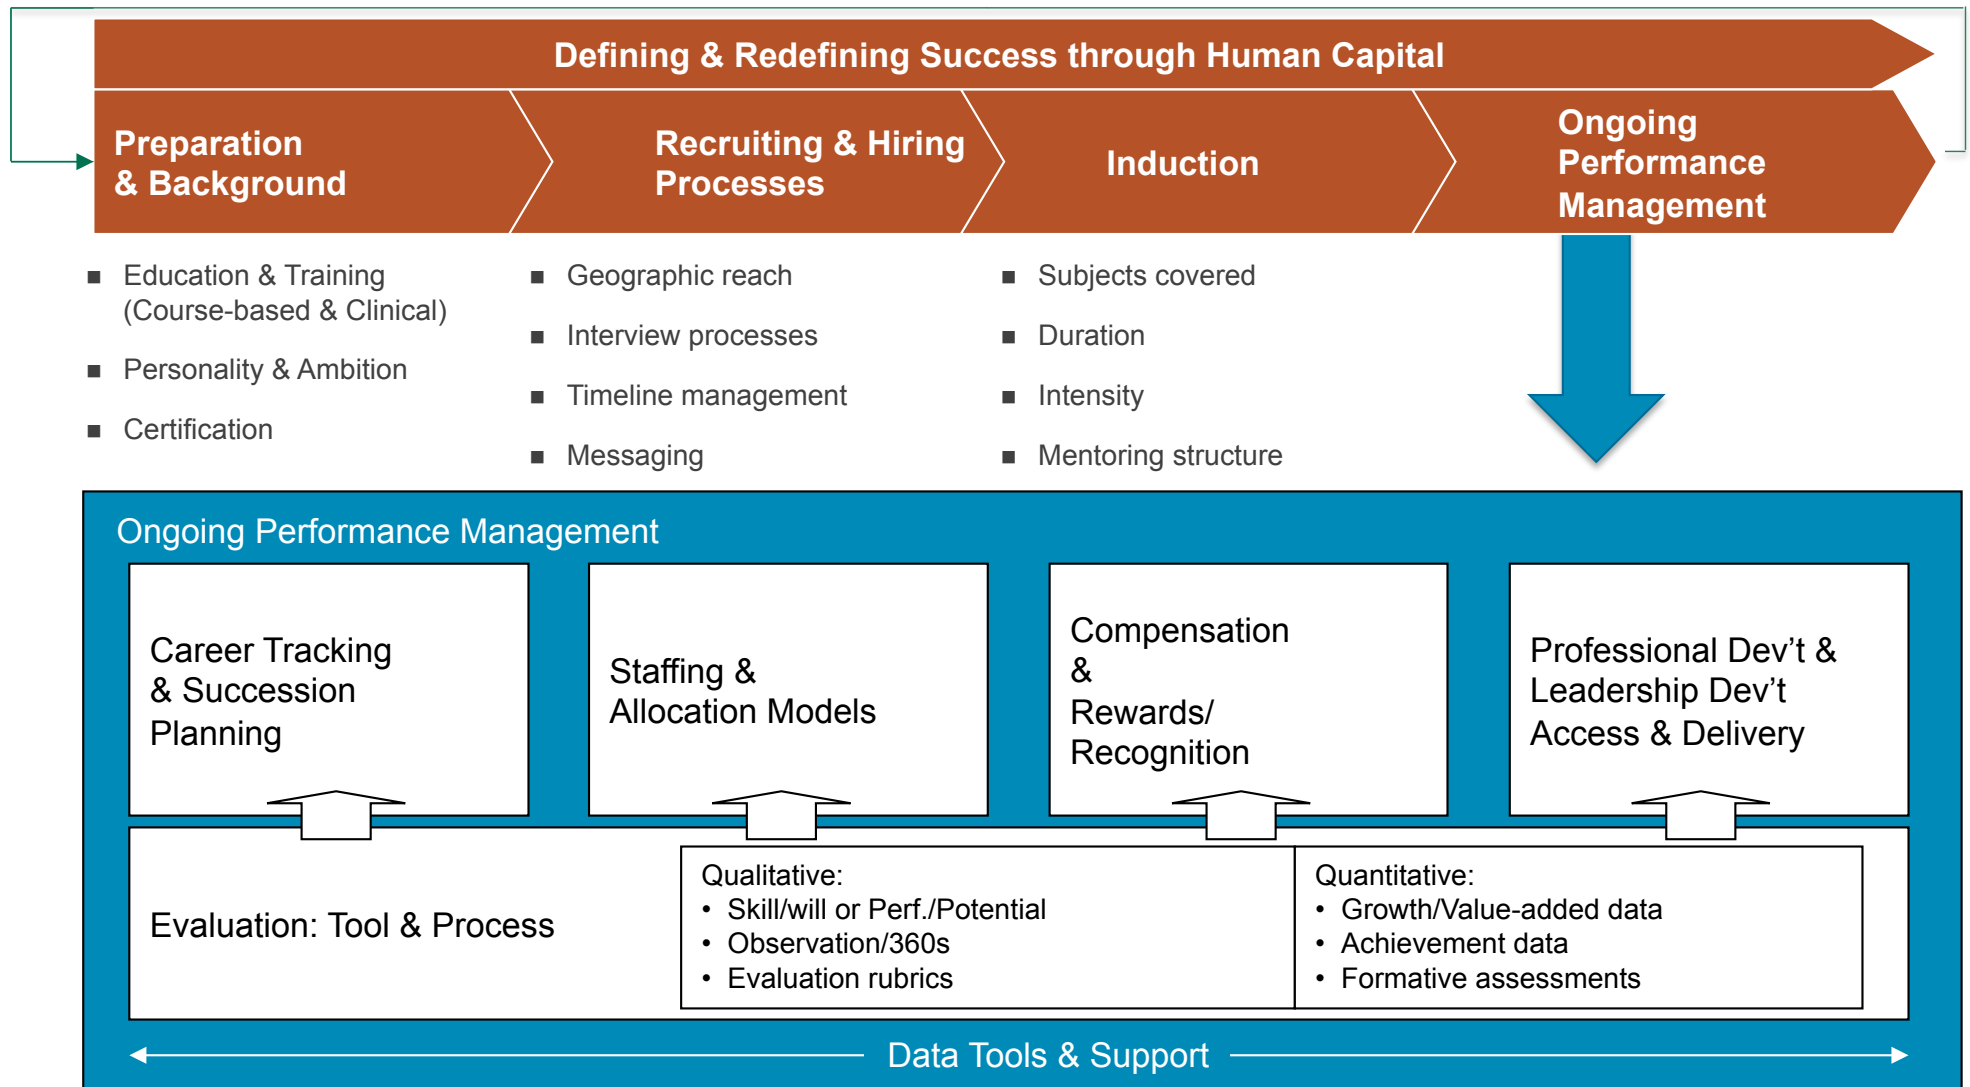 Defining & Redefining Success through Human Capital
Preparation
& Background
Recruiting & Hiring
Processes
Induction
Ongoing
Performance
Management
■ Education & Training
(Course-based & Clinical)
■ Personality & Ambition
■ Certification
■ Geographic reach
■ Interview processes
■ Timeline management
■ Messaging
■ Subjects covered
■ Duration
■ Intensity
■ Mentoring structure
Ongoing Performance Management
Career Tracking
& Succession
Planning
Staffing &
Allocation Models
Compensation
&
Rewards/
Recognition
Professional Dev’t &
Leadership Dev’t
Access & Delivery
Evaluation: Tool & Process
Qualitative:
• Skill/will or Perf./Potential
• Observation/360s
• Evaluation rubrics
Quantitative:
• Growth/Value-added data
• Achievement data
• Formative assessments
Data Tools & Support